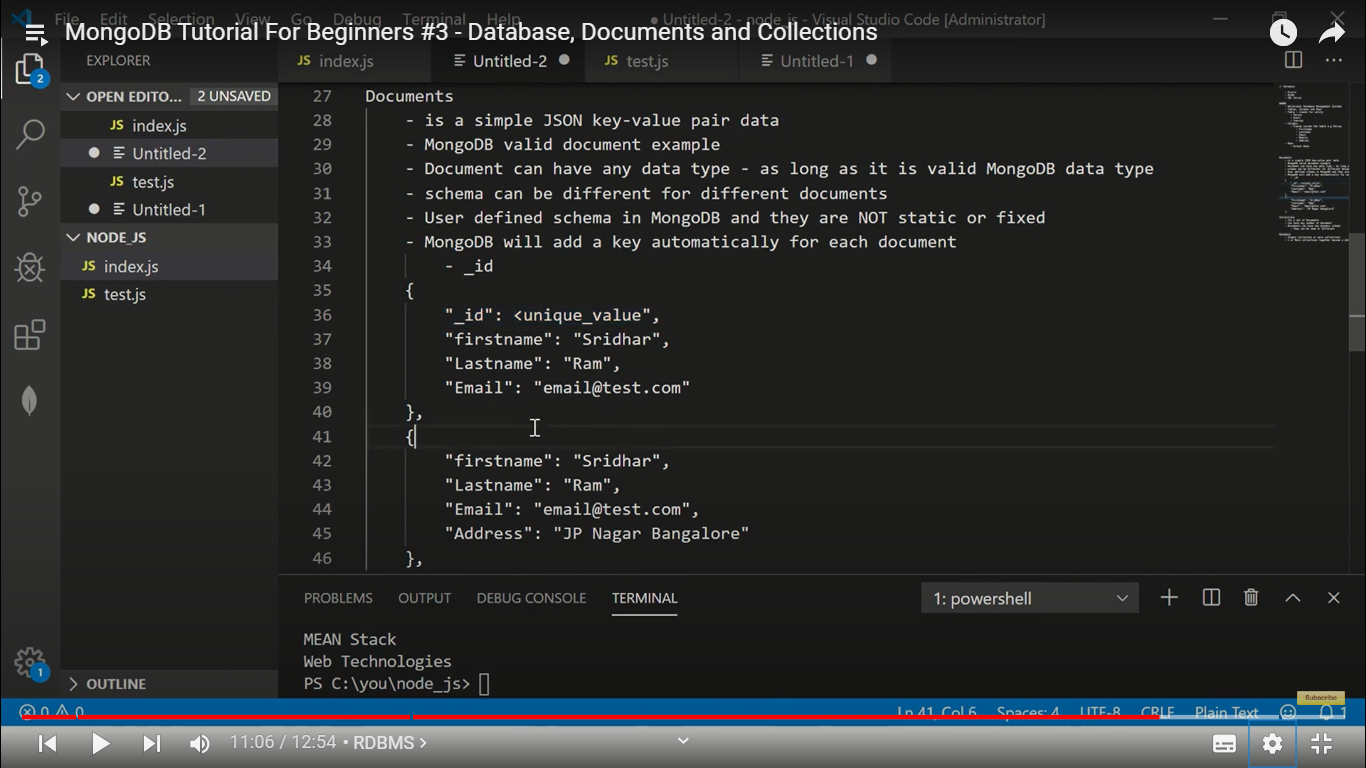 File Edit Selection View Go Debug Terminal Help ● Untitled-2 - node_js - Visual Studio Code [Administrator]
MongoDB Tutorial For Beginners #3 - Database, Documents and Collections
EXPLORER
JS index.js
Untitled-2
JS test.js
Untitled-1
2
OPEN EDITO... 2 UNSAVED
JS index.js
Untitled-2
JS test.js
Untitled-1
NODE_JS
JS index.js
JS test.js
OUTLINE
1
27 Documents
28 - is a simple JSON key-value pair data
29 - MongoDB valid document example
30 - Document can have any data type - as long as it is valid MongoDB data type
31 - schema can be different for different documents
32 - User defined schema in MongoDB and they are NOT static or fixed
33 - MongoDB will add a key automatically for each document
34 - _id
35 {
36 "_id": <unique_value",
37 "firstname": "Sridhar",
38 "Lastname": "Ram",
39 "Email": "email@test.com"
40 },
41 {
42 "firstname": "Sridhar",
43 "Lastname": "Ram",
44 "Email": "email@test.com",
45 "Address": "JP Nagar Bangalore"
46 },
PROBLEMS OUTPUT DEBUG CONSOLE TERMINAL 1: powershell
MEAN Stack
Web Technologies
PS C:\you\node_js>
Subscribe
0 0 Ln 41, Col 6 Spaces: 4 UTF-8 CRLF Plain Text 1
11:06 / 12:54 • RDBMS >